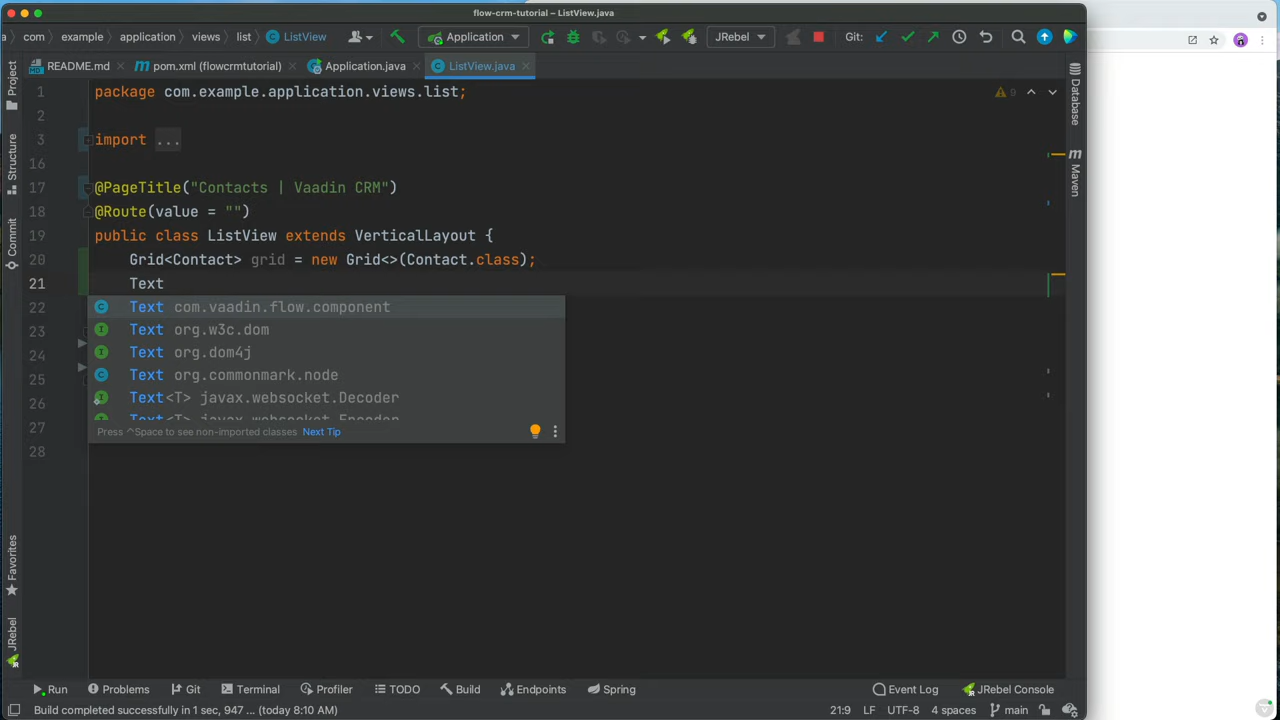 flow-crm-tutorial – ListView.java
a com example application views list ListView Application JRebel Git:
README.md pom.xml (flowcrmtutorial) Application.java ListView.java
Project
Structure
Commit
Favorites
JRebel
1 package com.example.application.views.list;
9
2
3 import ...
16
17 @PageTitle("Contacts | Vaadin CRM")
18 @Route(value = "")
19 public class ListView extends VerticalLayout {
20 Grid<Contact> grid = new Grid<>(Contact.class);
21 Text
22
23
24
25
26
27
28
Text com.vaadin.flow.component
Text org.w3c.dom
Text org.dom4j
Text org.commonmark.node
Text<T> javax.websocket.Decoder
Text<T> javax.websocket.Encoder
Press ^Space to see non-imported classes Next Tip
Database
Maven
Run Problems Git Terminal Profiler TODO Build Endpoints Spring Event Log JRebel Console
Build completed successfully in 1 sec, 947 ... (today 8:10 AM) 21:9 LF UTF-8 4 spaces main